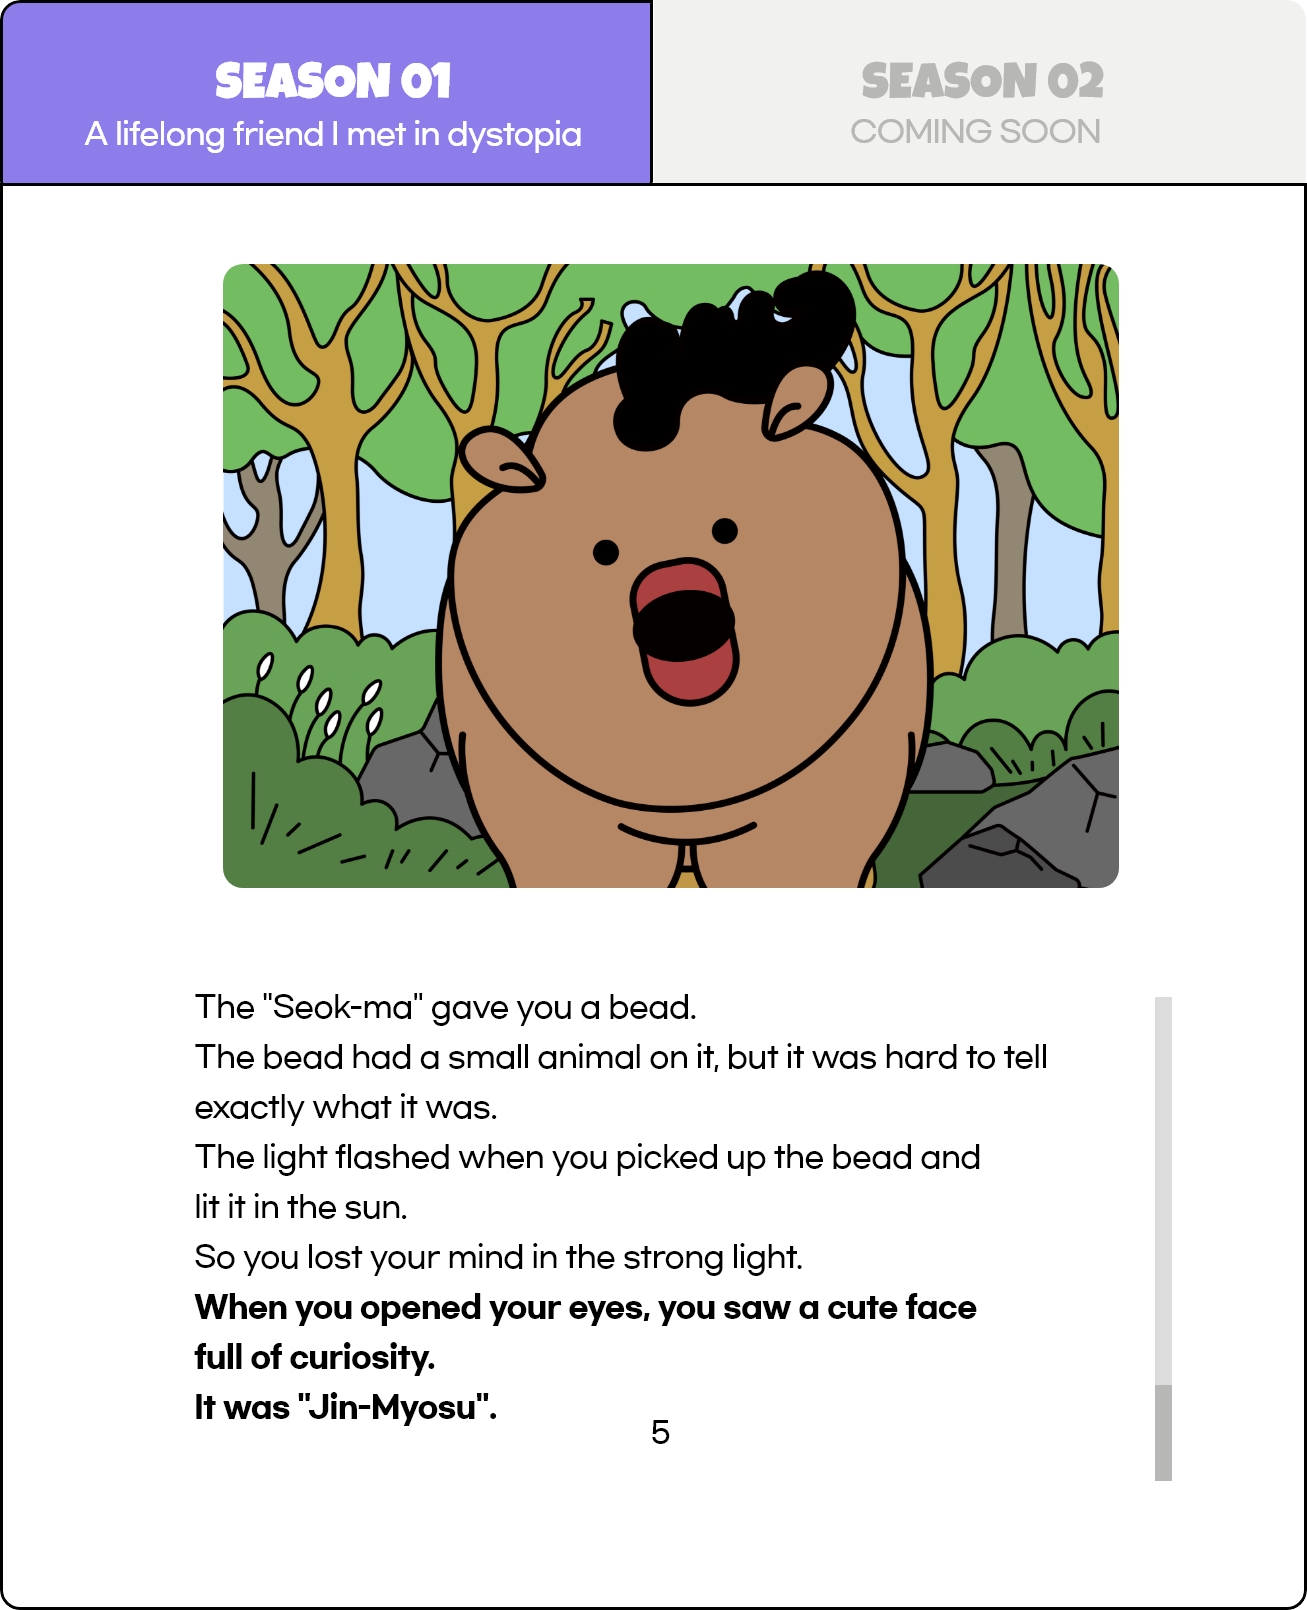 SEASON 01
A lifelong friend I met in dystopia
SEASON 02
COMING SOON
The "Seok-ma" gave you a bead.
The bead had a small animal on it, but it was hard to tell
exactly what it was.
The light flashed when you picked up the bead and
lit it in the sun.
So you lost your mind in the strong light.
When you opened your eyes, you saw a cute face
full of curiosity.
It was "Jin-Myosu".
5